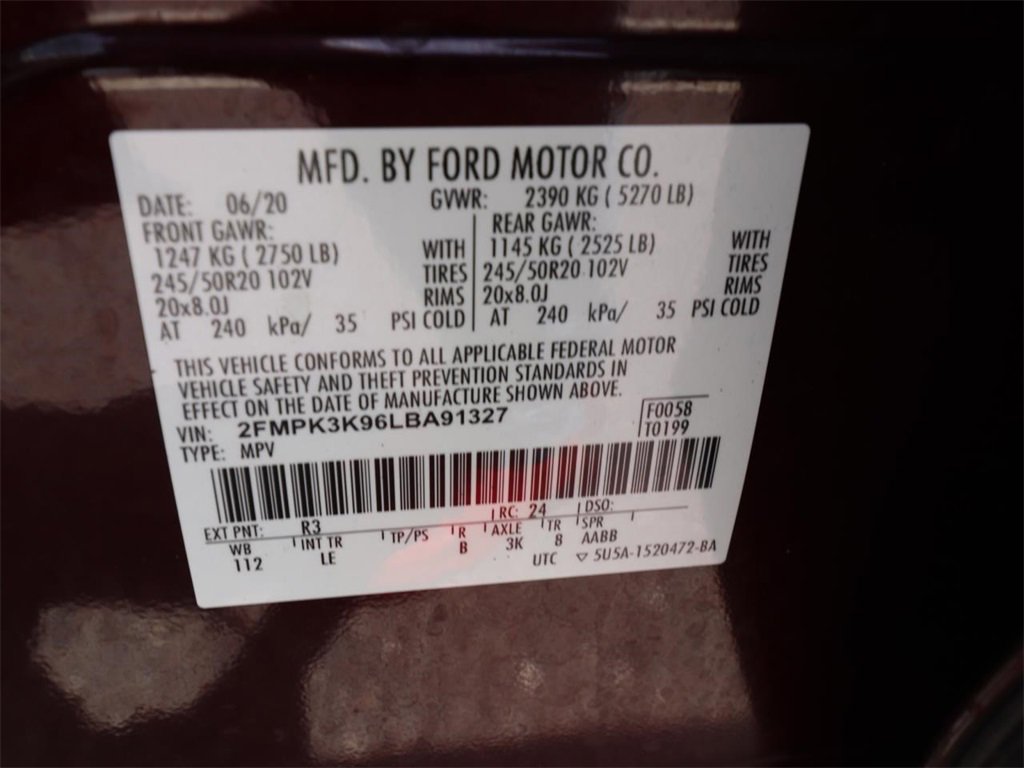 MFD. BY FORD MOTOR CO.
DATE: 06/20 GVWR: 2390 KG ( 5270 LB)
FRONT GAWR: REAR GAWR:
1247 KG ( 2750 LB) WITH 1145 KG ( 2525 LB) WITH
245/50R20 102V TIRES 245/50R20 102V TIRES
20x8.0J RIMS 20x8.0J RIMS
AT 240 kPa/ 35 PSI COLD AT 240 kPa/ 35 PSI COLD
THIS VEHICLE CONFORMS TO ALL APPLICABLE FEDERAL MOTOR
VEHICLE SAFETY AND THEFT PREVENTION STANDARDS IN
EFFECT ON THE DATE OF MANUFACTURE SHOWN ABOVE.
VIN: 2FMPK3K96LBA91327 F0058
TYPE: MPV T0199
EXT PNT: R3 RC: 24 DSO:
WB INT TR TP/PS R AXLE TR SPR
112 LE B 3K 8 AABB
UTC ▽ 5U5A-1520472-BA